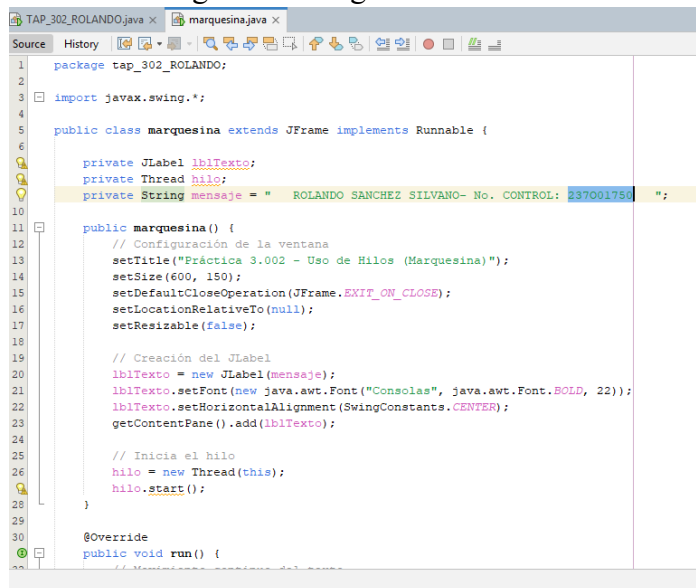 TAP_302_ROLANDO.java × marquesina.java ×
Source History
1 package tap_302_ROLANDO;
2
3 import javax.swing.*;
4
5 public class marquesina extends JFrame implements Runnable {
6
private JLabel lblTexto;
private Thread hilo;
private String mensaje = "   ROLANDO SANCHEZ SILVANO- No. CONTROL: 237001750   ";
10
11 public marquesina() {
12 // Configuración de la ventana
13 setTitle("Práctica 3.002 - Uso de Hilos (Marquesina)");
14 setSize(600, 150);
15 setDefaultCloseOperation(JFrame.EXIT_ON_CLOSE);
16 setLocationRelativeTo(null);
17 setResizable(false);
18
19 // Creación del JLabel
20 lblTexto = new JLabel(mensaje);
21 lblTexto.setFont(new java.awt.Font("Consolas", java.awt.Font.BOLD, 22));
22 lblTexto.setHorizontalAlignment(SwingConstants.CENTER);
23 getContentPane().add(lblTexto);
24
25 // Inicia el hilo
26 hilo = new Thread(this);
hilo.start();
28 }
29
30 @Override
public void run() {